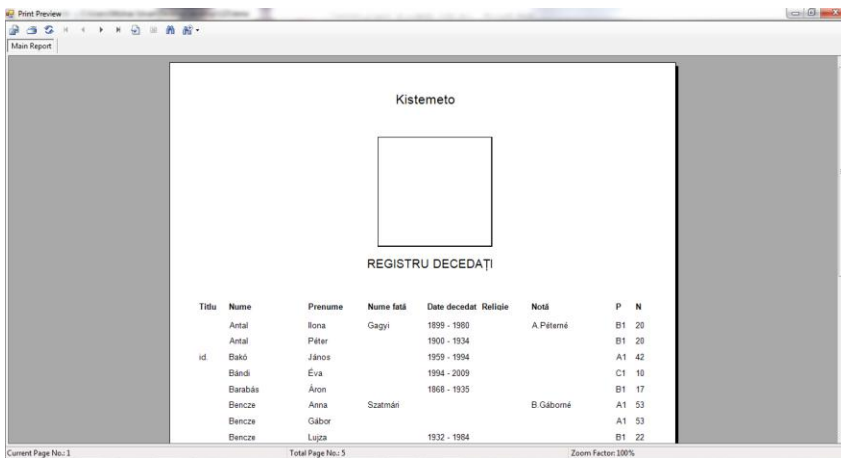 Print Preview
Main Report
Kistemeto
REGISTRU DECEDAȚI
Titlu Nume Prenume Nume fată Date decedat Religie Notă P N
Antal Ilona Gagyi 1899 - 1980 A.Péterné B1 20
Antal Péter 1900 - 1934 B1 20
id. Bakó János 1959 - 1994 A1 42
Bándi Éva 1994 - 2009 C1 10
Barabás Áron 1868 - 1935 B1 17
Bencze Anna Szatmári B.Gáborné A1 53
Bencze Gábor A1 53
Bencze Lujza 1932 - 1984 B1 22
Current Page No.: 1 Total Page No.: 5 Zoom Factor: 100%